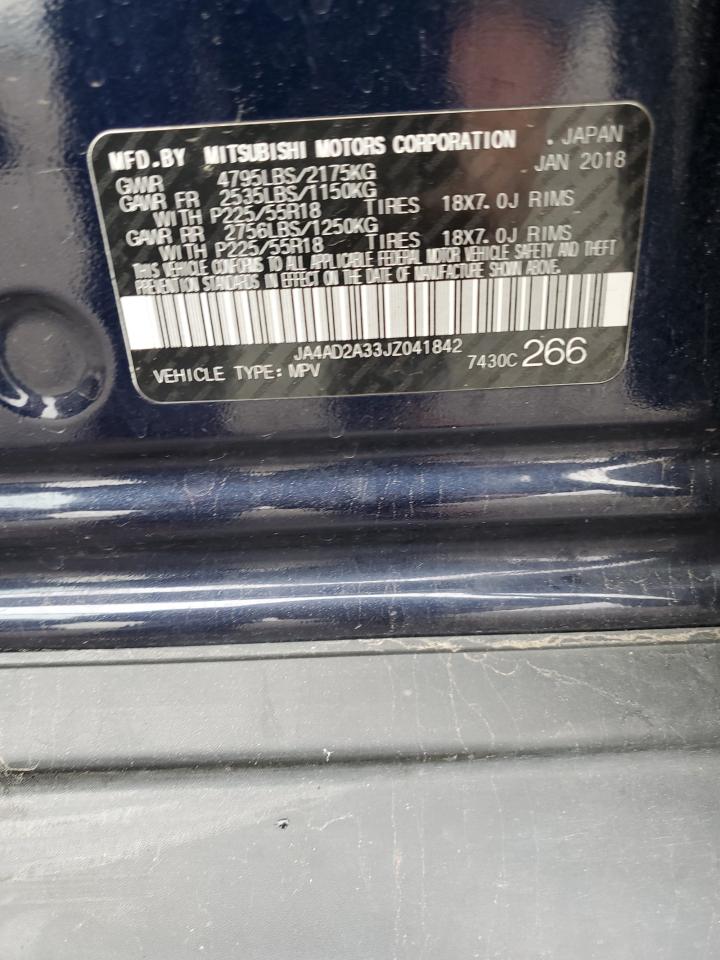 MFD.BY MITSUBISHI MOTORS CORPORATION . JAPAN
GWR 4795LBS/2175KG JAN 2018
GAWR FR 2535LBS/1150KG
WITH P225/55R18 TIRES 18X7.0J RIMS
GAWR RR 2756LBS/1250KG
WITH P225/55R18 TIRES 18X7.0J RIMS
THIS VEHICLE CONFORMS TO ALL APPLICABLE FEDERAL MOTOR VEHICLE SAFETY AND THEFT
PREVENTION STANDARDS IN EFFECT ON THE DATE OF MANUFACTURE SHOWN ABOVE.
JA4AD2A33JZ041842
VEHICLE TYPE: MPV 7430C 266